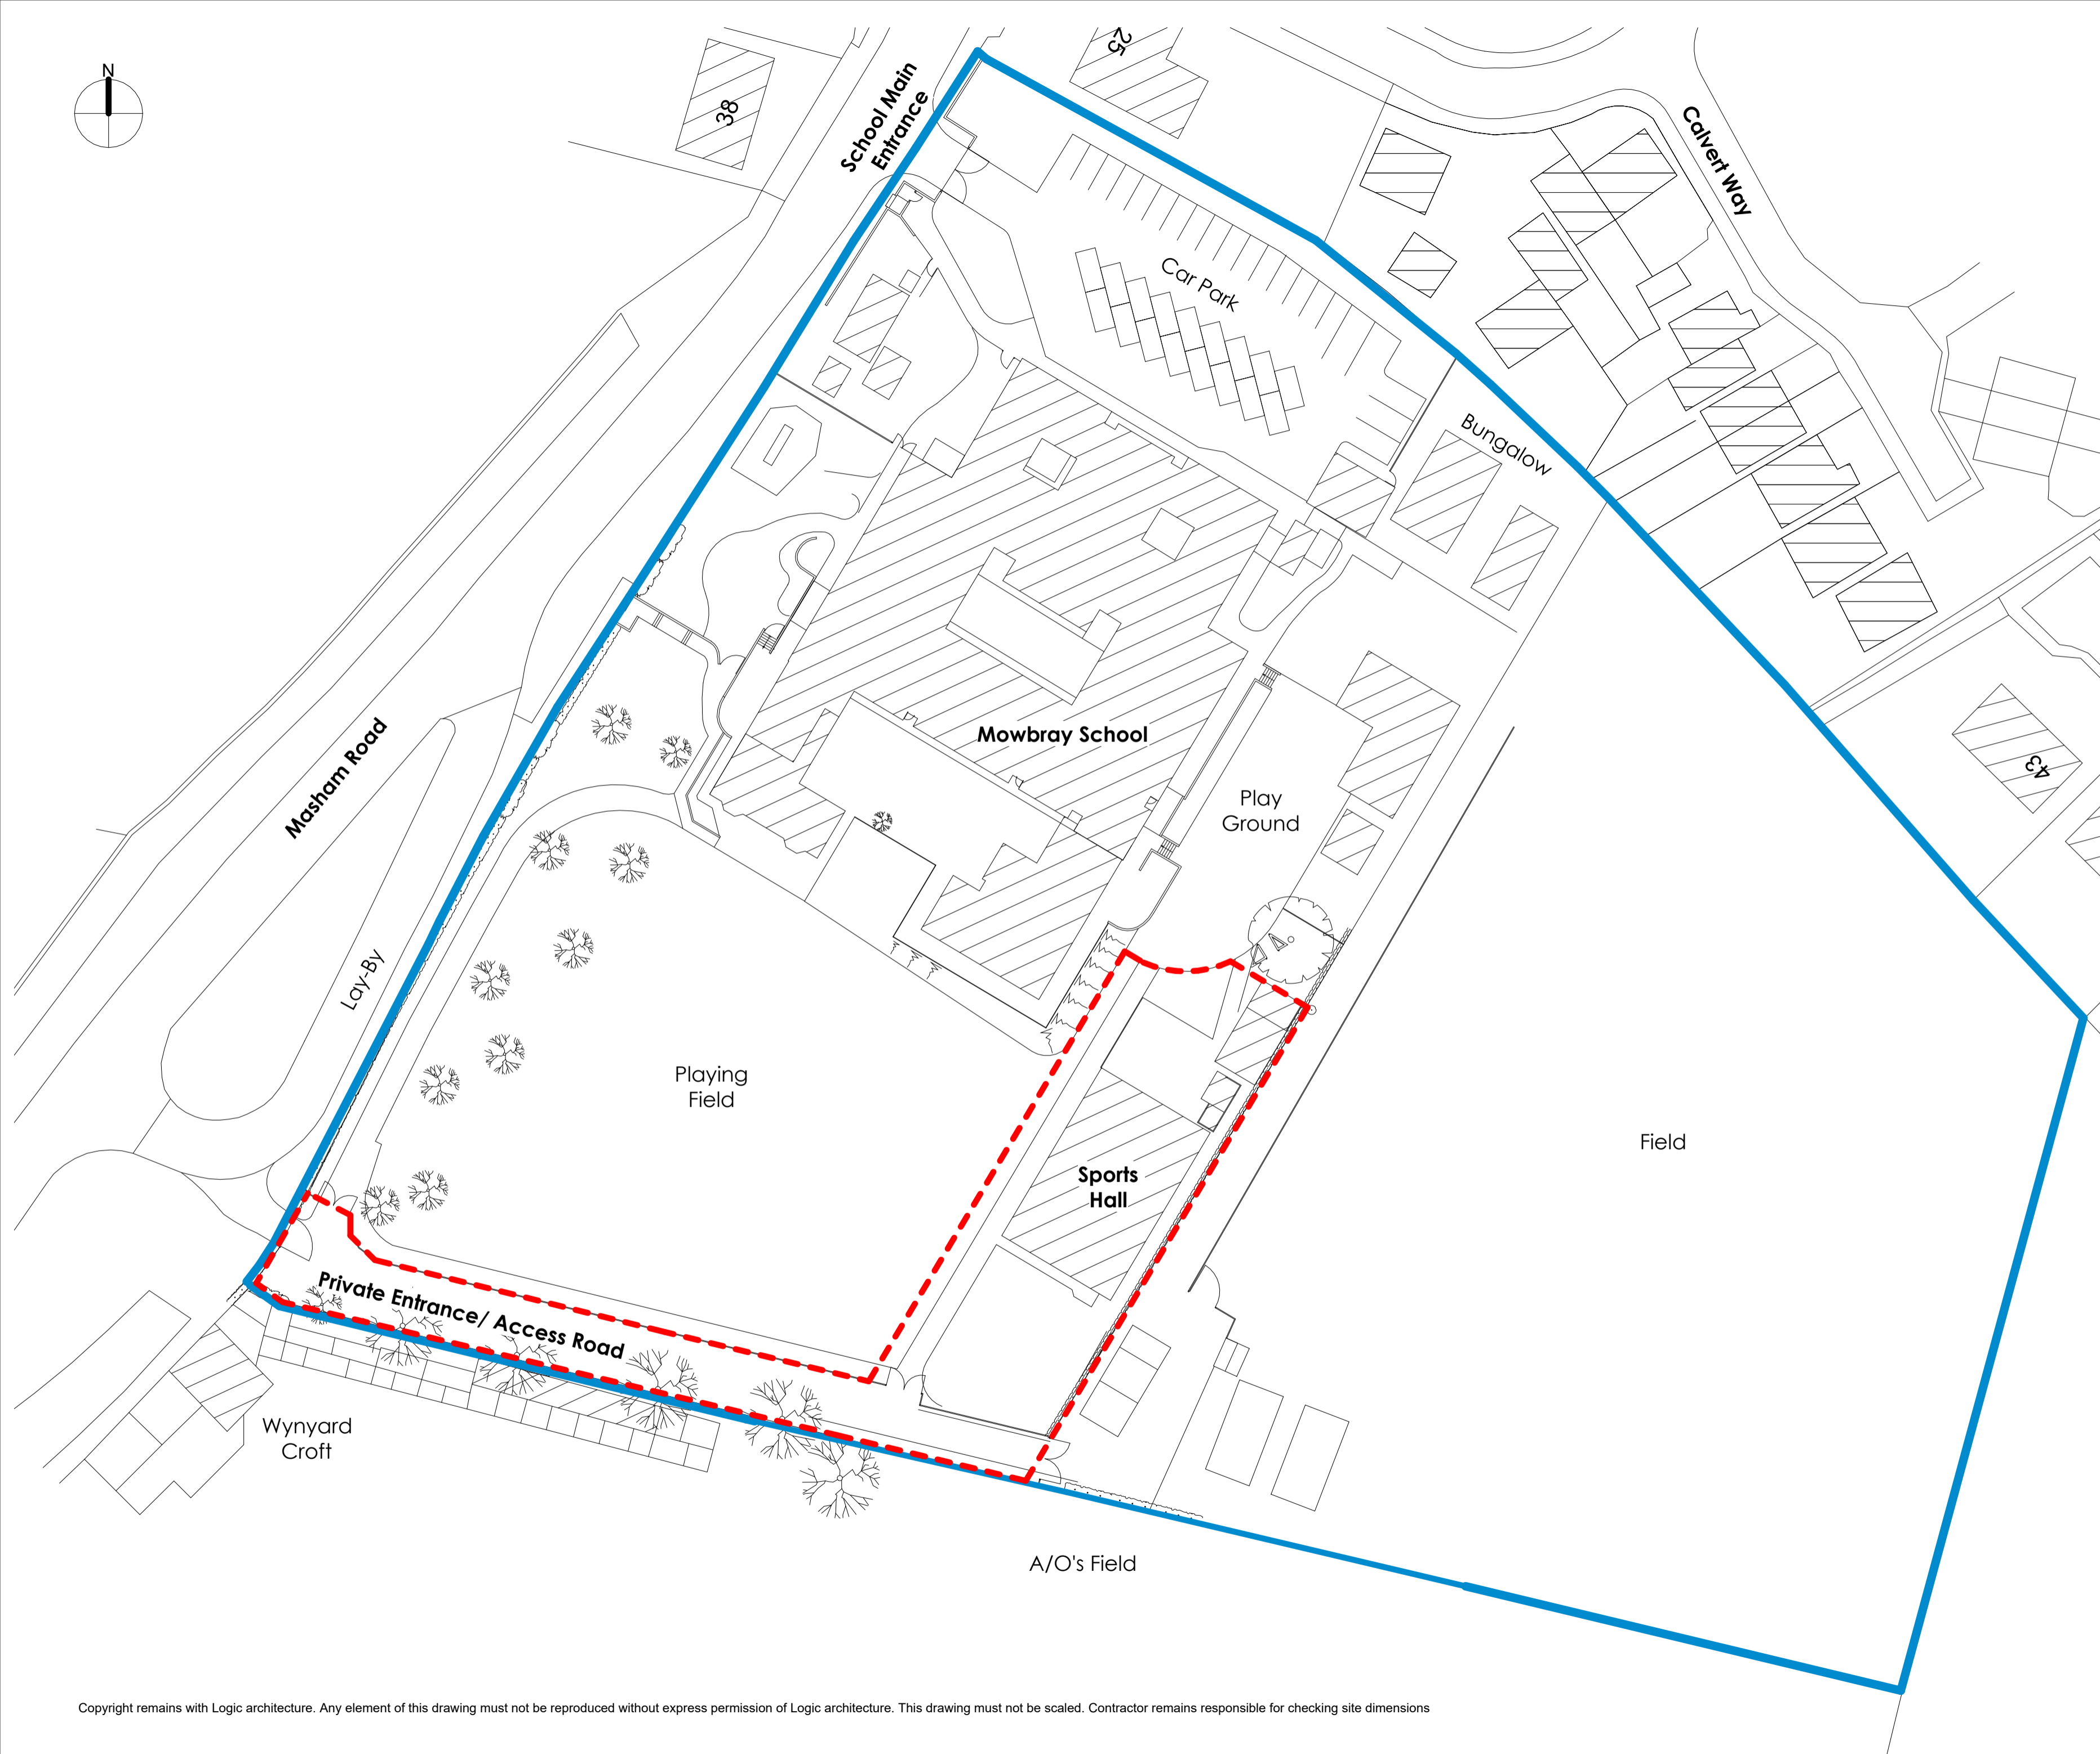 N
38
25
School Main
Entrance
Calvert Way
Car Park
Bungalow
Masham Road
Mowbray School
43
Play
Ground
Lay-By
Playing
Field
Field
Sports
Hall
Private Entrance/ Access Road
Wynyard
Croft
A/O's Field
Copyright remains with Logic architecture. Any element of this drawing must not be reproduced without express permission of Logic architecture. This drawing must not be scaled. Contractor remains responsible for checking site dimensions